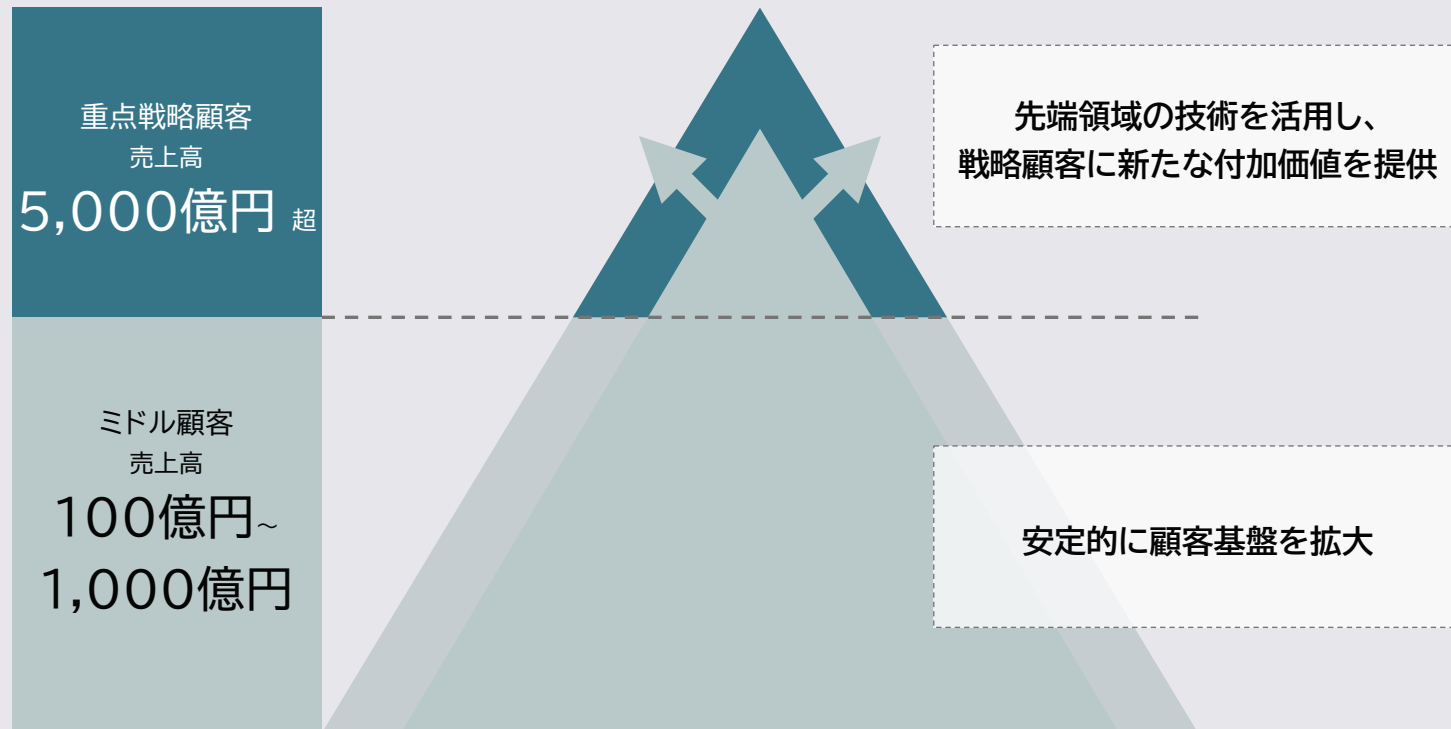 重点戦略顧客
売上高
5,000億円 超
先端領域の技術を活用し、
戦略顧客に新たな付加価値を提供
ミドル顧客
売上高
100億円~
1,000億円
安定的に顧客基盤を拡大